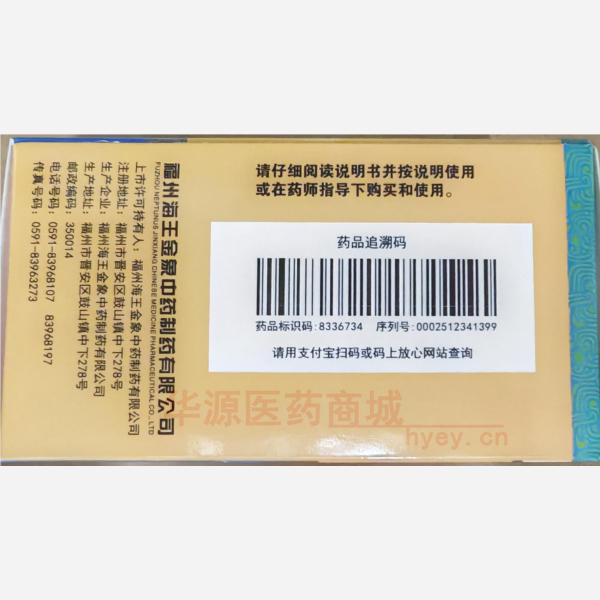 请仔细阅读说明书并按说明使用
或在药师指导下购买和使用。
药品追溯码
药品标识码:8336734 序列号:0002512341399
请用支付宝扫码或码上放心网站查询
福州海王金象中药制药有限公司
FUZHOU NEPTUNUS JINXIANG CHINESE MEDICINE PHARMACEUTICAL CO., LTD
上市许可持有人:福州海王金象中药制药有限公司
注册地址:福州市晋安区鼓山镇中下278号
生产企业:福州海王金象中药制药有限公司
生产地址:福州市晋安区鼓山镇中下278号
邮政编码:350014
电话号码:0591-83968107 83968197
传真号码:0591-83963273
华源医药商城
hyey.cn